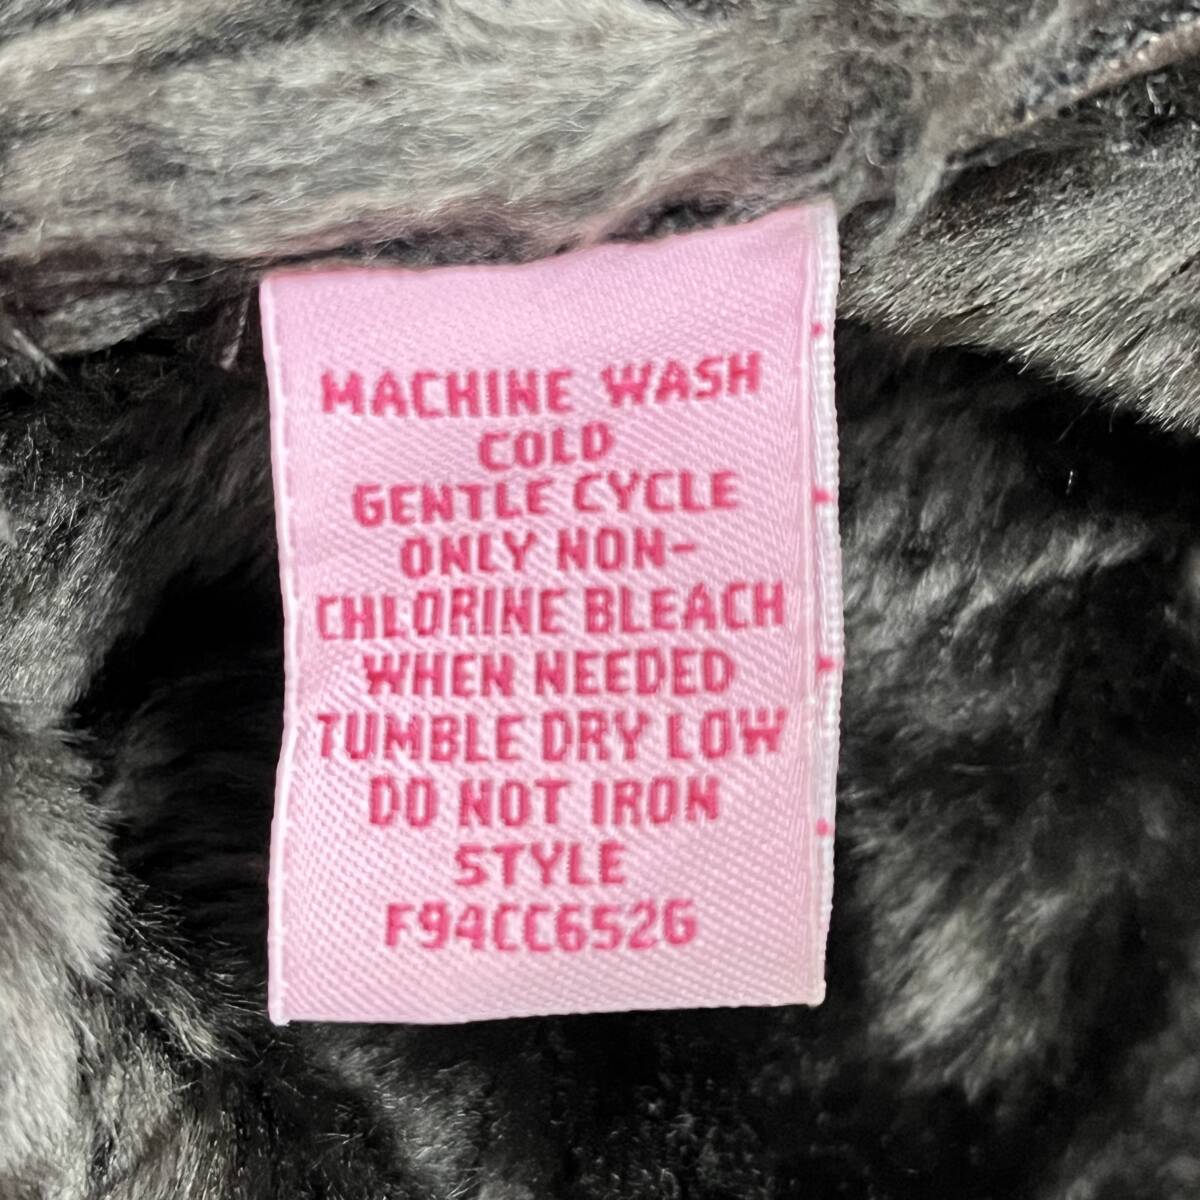 MACHINE WASH
COLD
GENTLE CYCLE
ONLY NON-
CHLORINE BLEACH
WHEN NEEDED
TUMBLE DRY LOW
DO NOT IRON
STYLE
F94CC652G